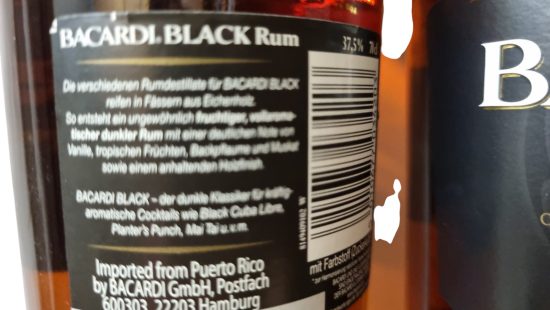 BACARDI BLACK Rum
37,5% 70cl
Die verschiedenen Rumdestillate für BACARDI BLACK
reifen in Fässern aus Eichenholz.
So entsteht ein ungewöhnlich fruchtiger, vollaroma-
tischer dunkler Rum mit einer deutlichen Note von
Vanille, tropischen Früchten, Backpflaume und Muskat
sowie einem anhaltenden Holzfinish.
BACARDI BLACK – der dunkle Klassiker für kräftig-
aromatische Cocktails wie Black Cuba Libre,
Planter's Punch, Mai Tai u.v.m.
Imported from Puerto Rico
by BACARDI GmbH, Postfach
600303, 22203 Hamburg
mit Farbstoff
B